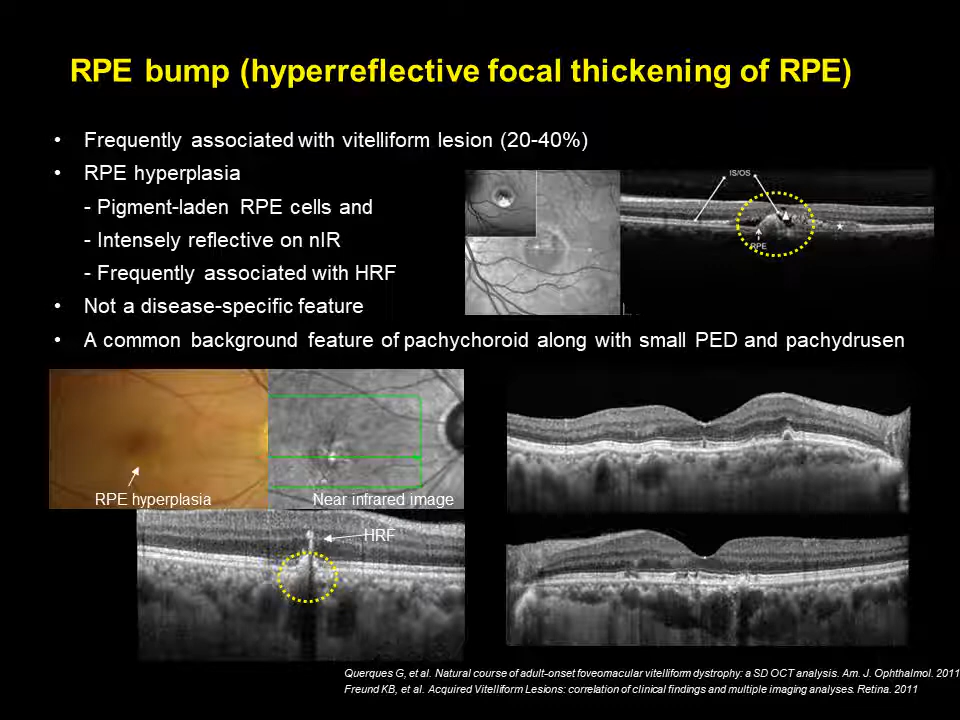 RPE bump (hyperreflective focal thickening of RPE)
• Frequently associated with vitelliform lesion (20-40%)
• RPE hyperplasia
- Pigment-laden RPE cells and
- Intensely reflective on nIR
- Frequently associated with HRF
• Not a disease-specific feature
• A common background feature of pachychoroid along with small PED and pachydrusen
IS/OS
RPE
RPE hyperplasia
Near infrared image
HRF
Querques G, et al. Natural course of adult-onset foveomacular vitelliform dystrophy: a SD OCT analysis. Am. J. Ophthalmol. 2011
Freund KB, et al. Acquired Vitelliform Lesions: correlation of clinical findings and multiple imaging analyses. Retina. 2011